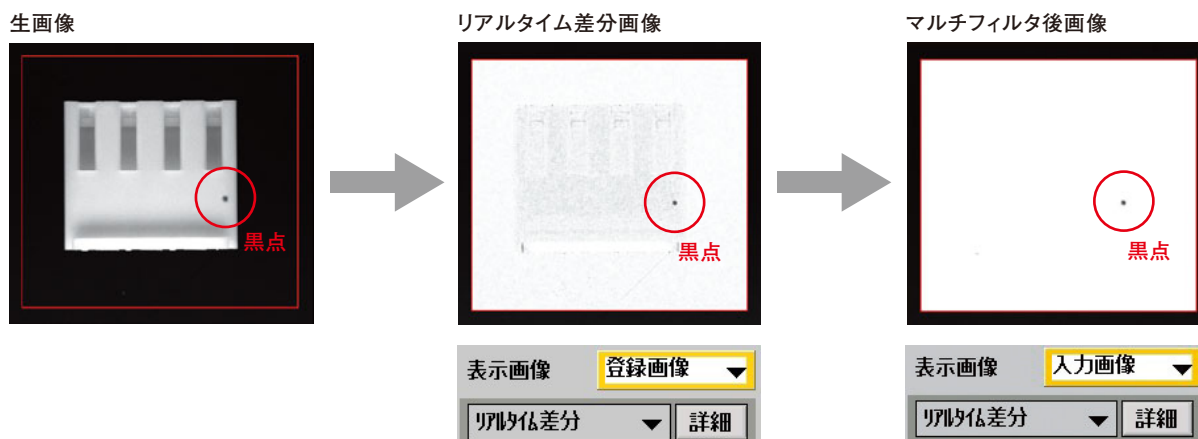 生画像
リアルタイム差分画像
マルチフィルタ後画像
黒点
黒点
黒点
表示画像 登録画像
リアルタイム差分 詳細
表示画像 入力画像
リアルタイム差分 詳細